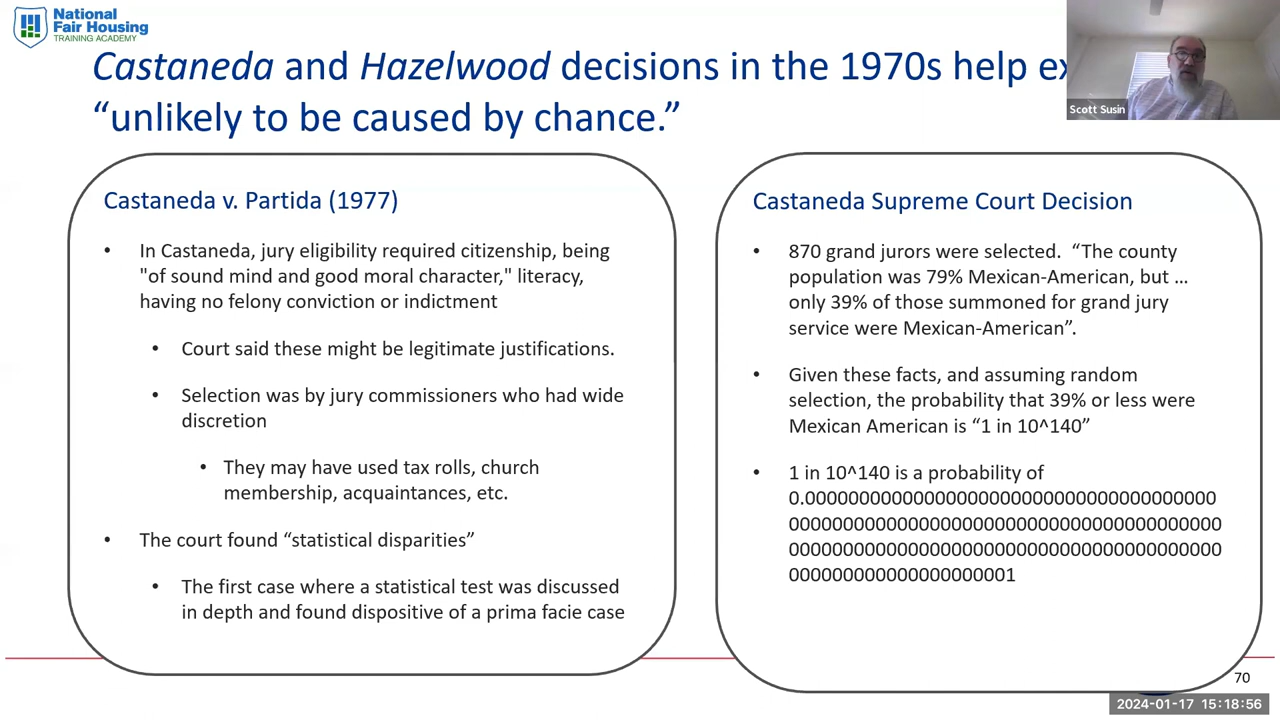 National
Fair Housing
TRAINING ACADEMY
Castaneda and Hazelwood decisions in the 1970s help ex
“unlikely to be caused by chance.”
Scott Susin
Castaneda v. Partida (1977)
• In Castaneda, jury eligibility required citizenship, being
"of sound mind and good moral character," literacy,
having no felony conviction or indictment
• Court said these might be legitimate justifications.
• Selection was by jury commissioners who had wide
discretion
• They may have used tax rolls, church
membership, acquaintances, etc.
• The court found “statistical disparities”
• The first case where a statistical test was discussed
in depth and found dispositive of a prima facie case
Castaneda Supreme Court Decision
• 870 grand jurors were selected. “The county
population was 79% Mexican-American, but …
only 39% of those summoned for grand jury
service were Mexican-American”.
• Given these facts, and assuming random
selection, the probability that 39% or less were
Mexican American is “1 in 10^140”
• 1 in 10^140 is a probability of
0.00000000000000000000000000000000000000
00000000000000000000000000000000000000000
00000000000000000000000000000000000000000
000000000000000000001
70
2024-01-17 15:18:56